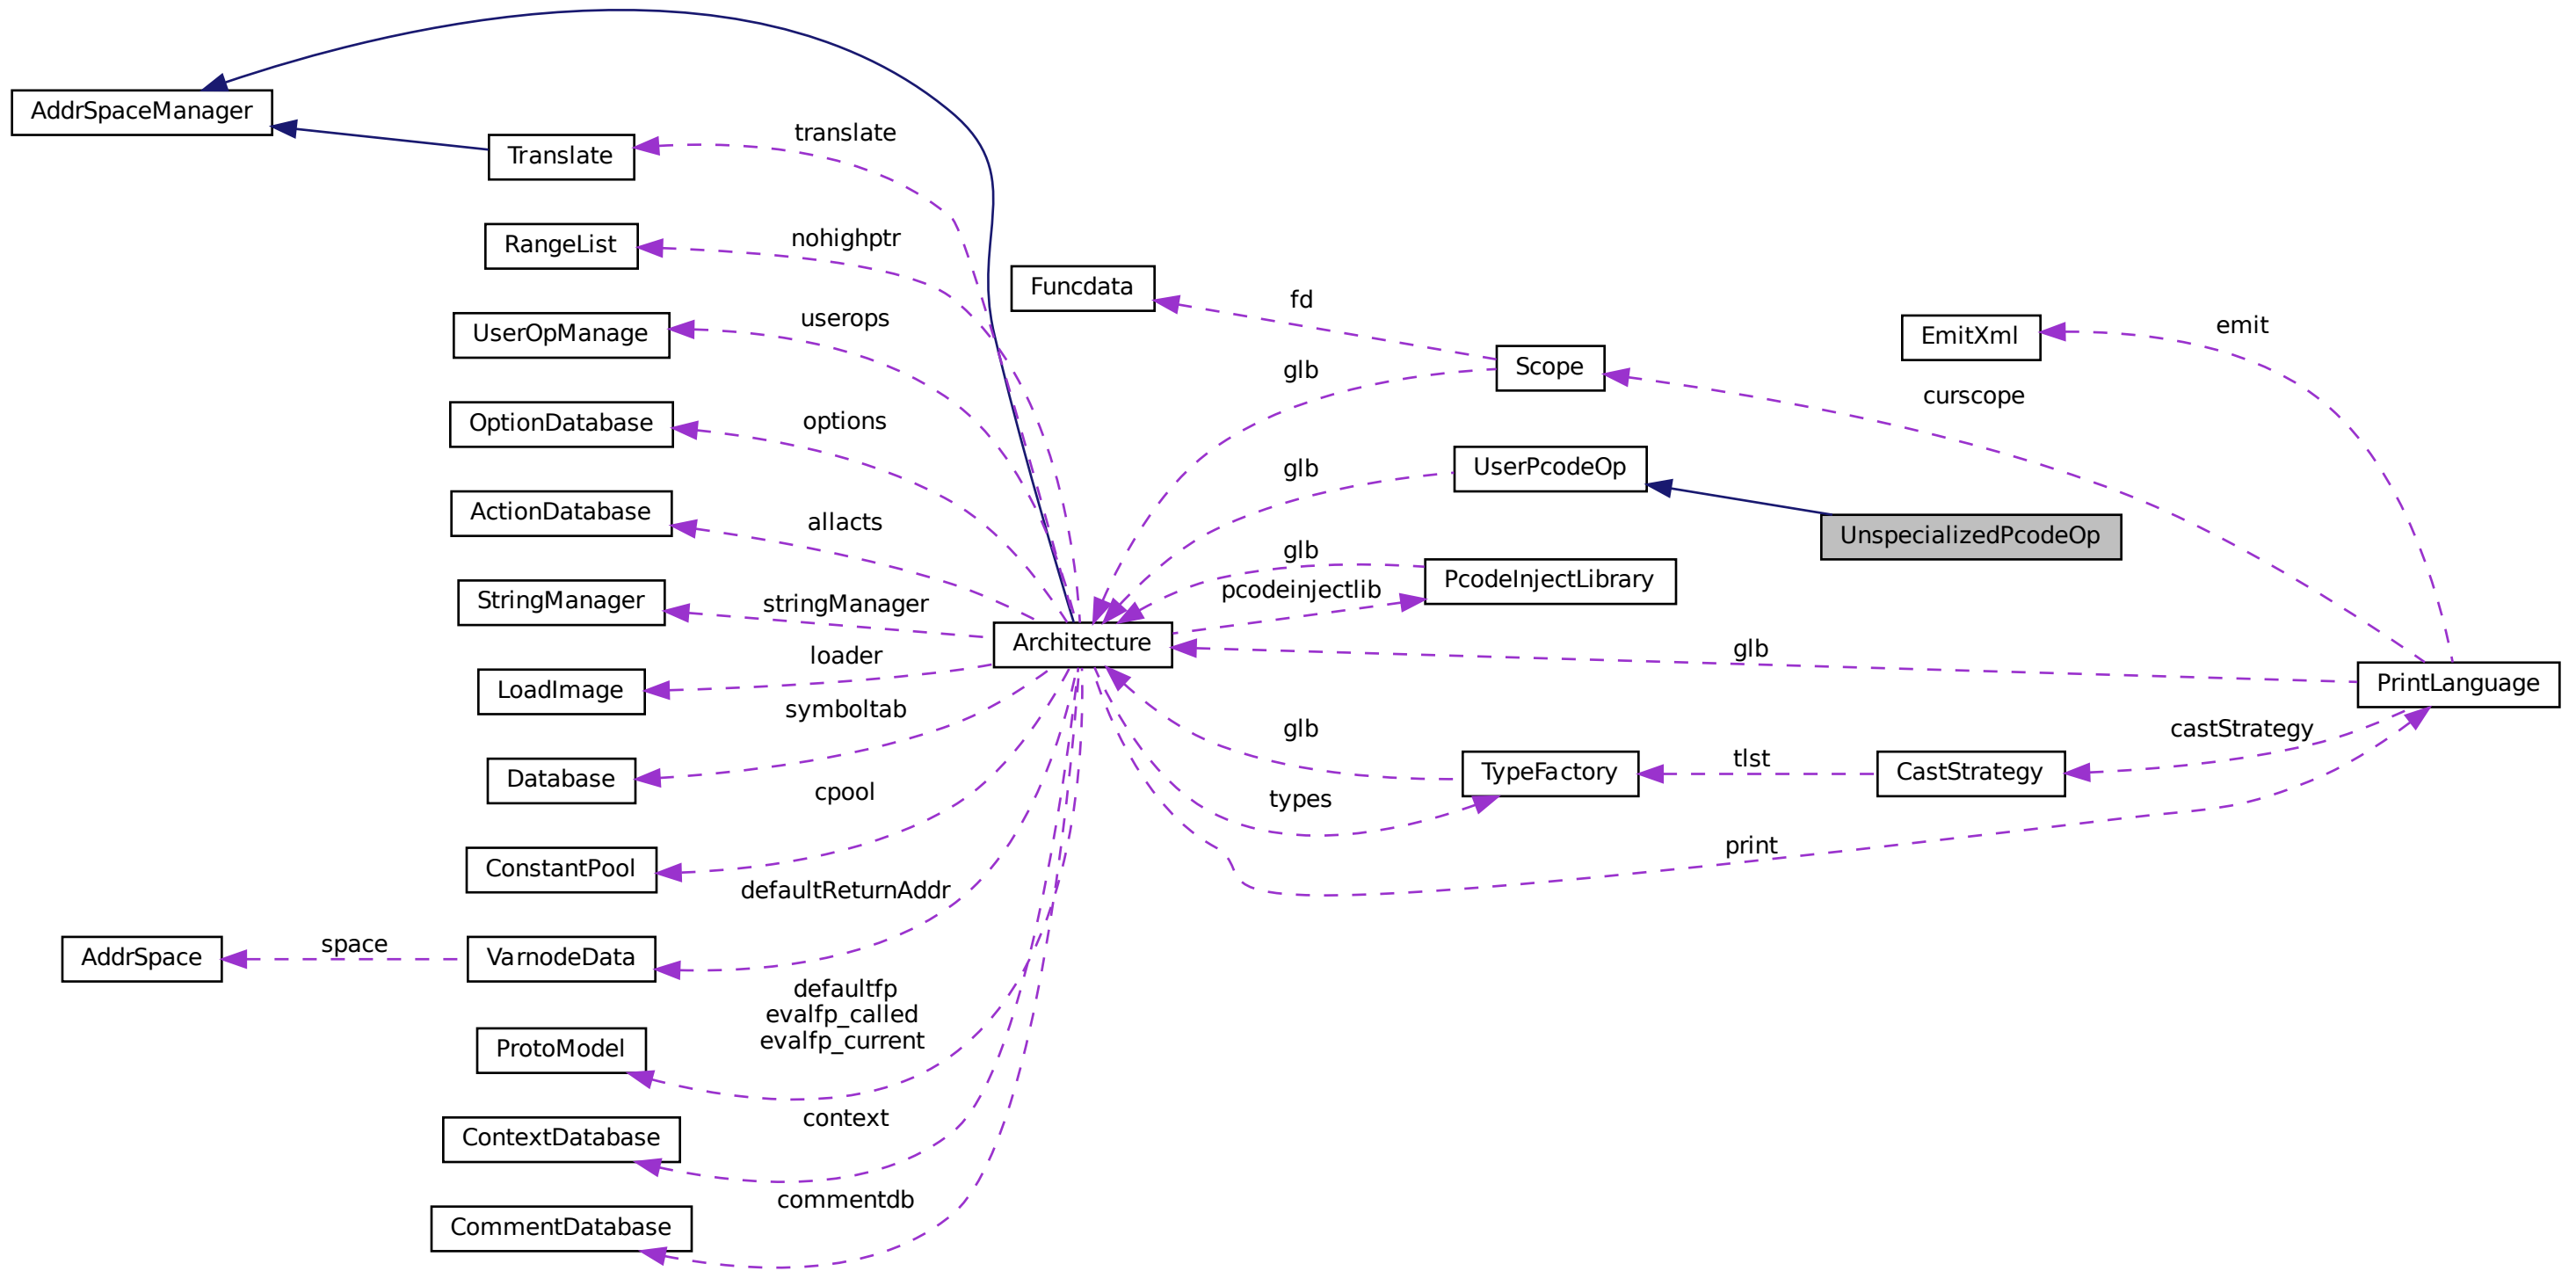 AddrSpaceManager
translate
Translate
nohighptr
RangeList
Funcdata
fd
userops
UserOpManage
emit
EmitXml
Scope
glb
curscope
options
OptionDatabase
glb
UserPcodeOp
allacts
ActionDatabase
UnspecializedPcodeOp
glb
PcodeInjectLibrary
pcodeinjectlib
stringManager
StringManager
Architecture
loader
LoadImage
glb
PrintLanguage
symboltab
Database
glb
castStrategy
TypeFactory
tlst
CastStrategy
types
cpool
ConstantPool
print
defaultReturnAddr
AddrSpace
space
VarnodeData
defaultfp
evalfp_called
evalfp_current
ProtoModel
context
ContextDatabase
commentdb
CommentDatabase